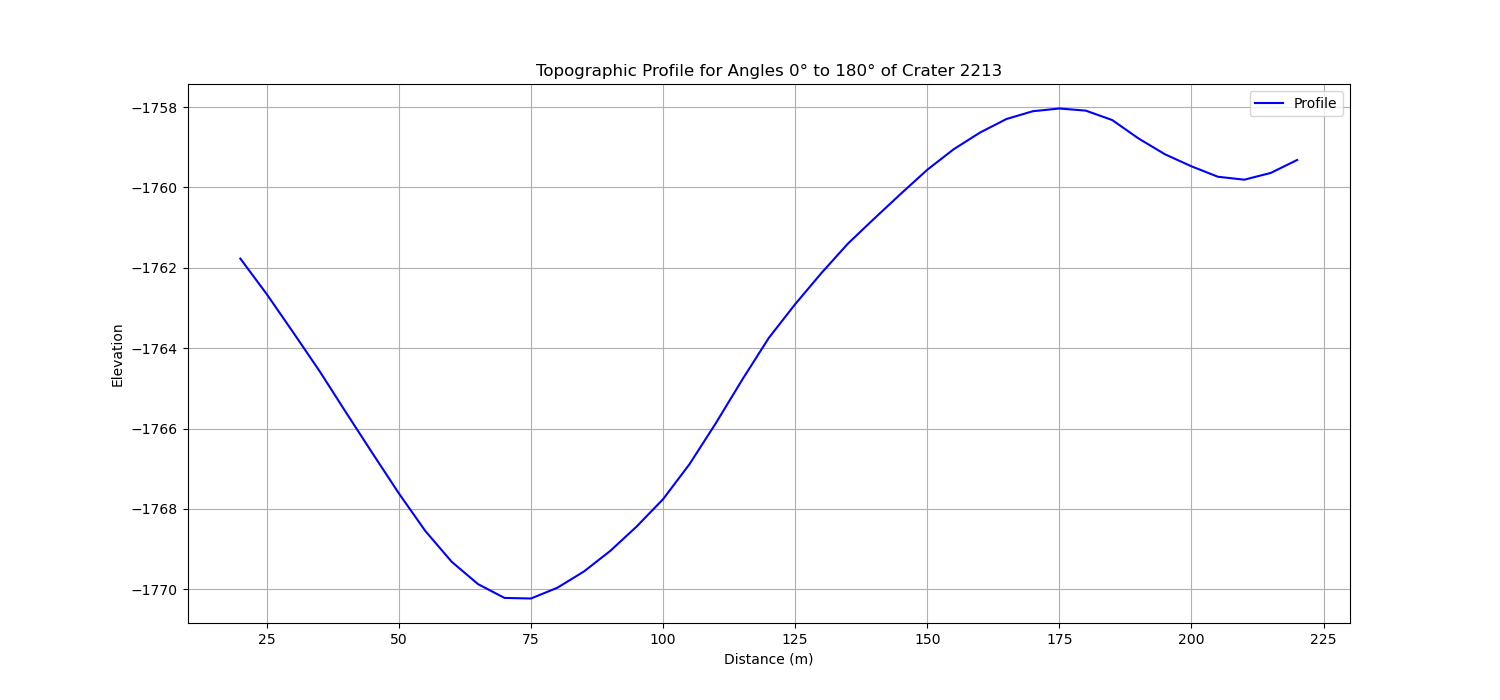 Topographic Profile for Angles 0° to 180° of Crater 2213
Profile
Elevation
−1758
−1760
−1762
−1764
−1766
−1768
−1770
25 50 75 100 125 150 175 200 225
Distance (m)